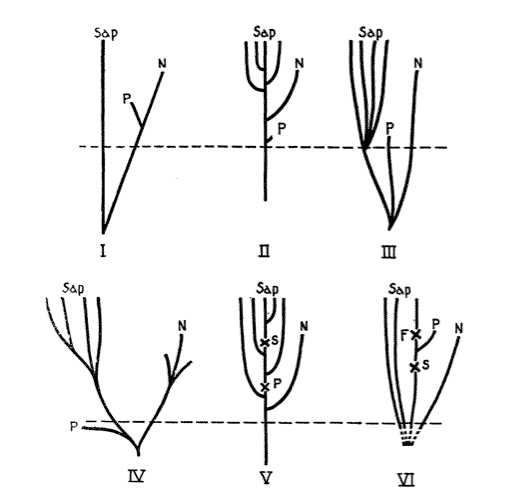 Sap Sap Sap
N N N
P P P
I II III
Sap Sap Sap
N N N
F P
S S
P P
IV V VI